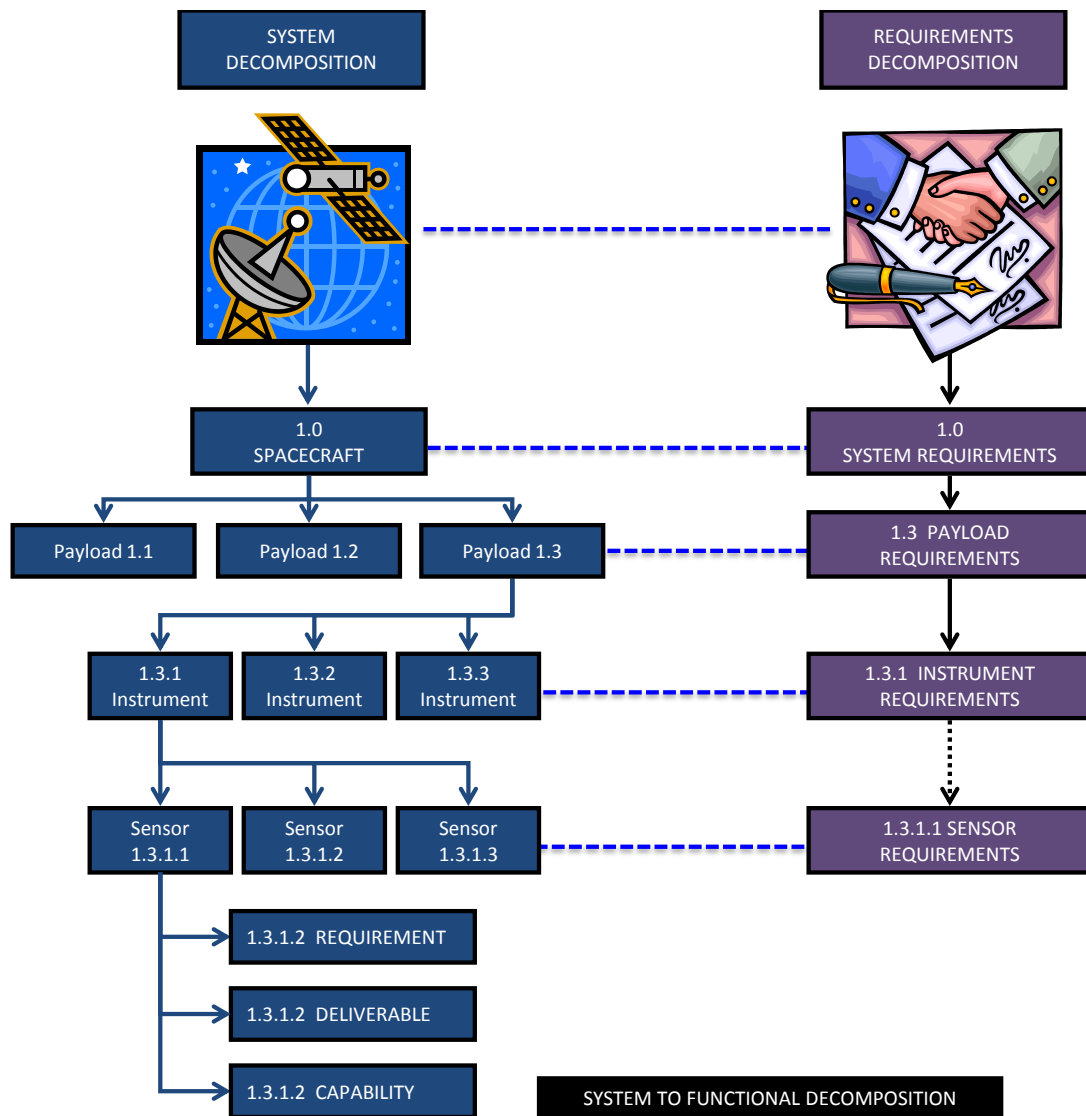 SYSTEM
DECOMPOSITION
REQUIREMENTS
DECOMPOSITION
1.0
SPACECRAFT
1.0
SYSTEM REQUIREMENTS
Payload 1.1
Payload 1.2
Payload 1.3
1.3 PAYLOAD
REQUIREMENTS
1.3.1
Instrument
1.3.2
Instrument
1.3.3
Instrument
1.3.1 INSTRUMENT
REQUIREMENTS
Sensor
1.3.1.1
Sensor
1.3.1.2
Sensor
1.3.1.3
1.3.1.1 SENSOR
REQUIREMENTS
1.3.1.2 REQUIREMENT
1.3.1.2 DELIVERABLE
1.3.1.2 CAPABILITY
SYSTEM TO FUNCTIONAL DECOMPOSITION